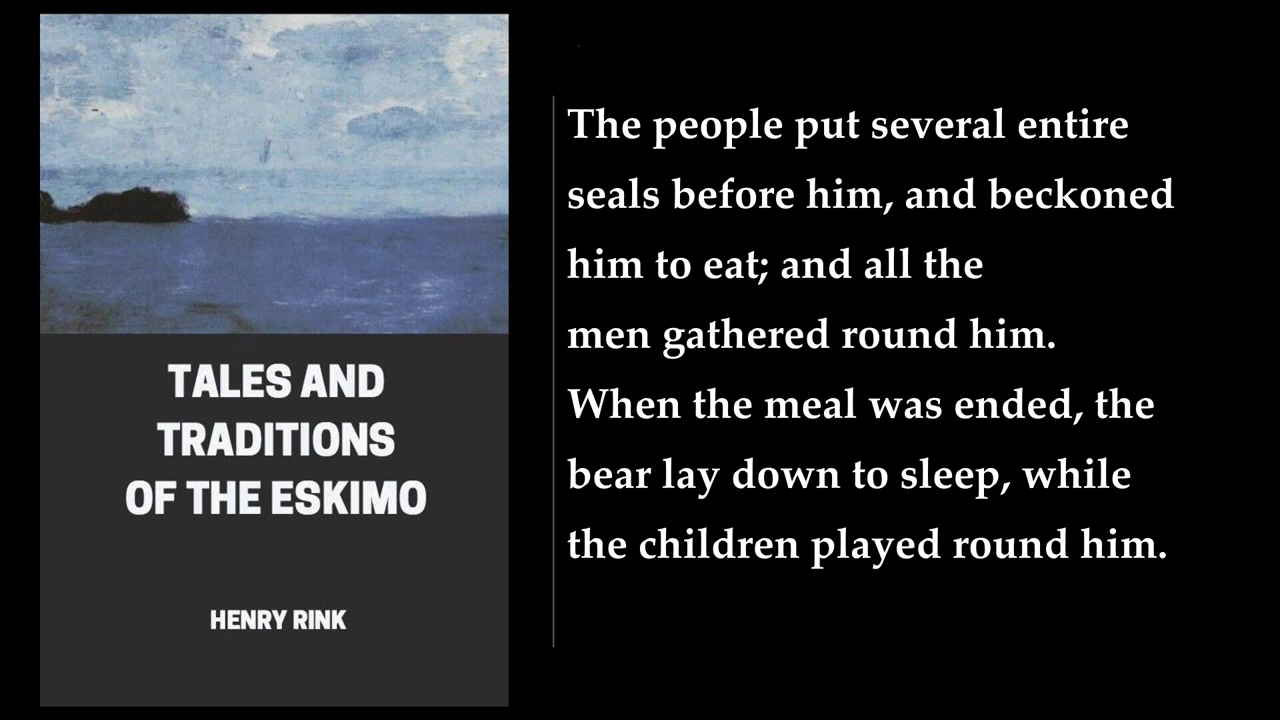 TALES AND
TRADITIONS
OF THE ESKIMO
HENRY RINK
The people put several entire
seals before him, and beckoned
him to eat; and all the
men gathered round him.
When the meal was ended, the
bear lay down to sleep, while
the children played round him.